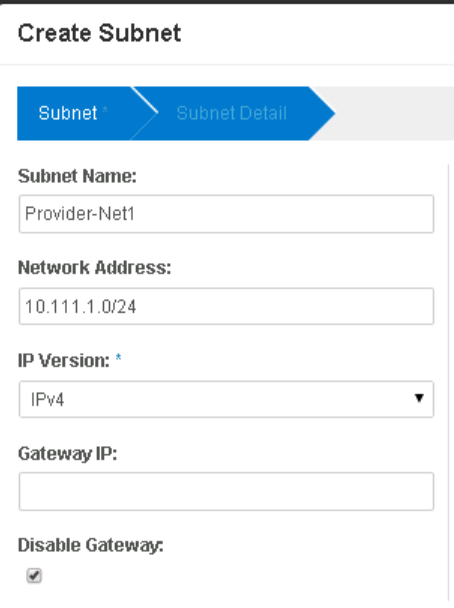 Create Subnet
Subnet *
Subnet Detail
Subnet Name:
Provider-Net1
Network Address:
10.111.1.0/24
IP Version: *
IPv4
Gateway IP:
Disable Gateway: